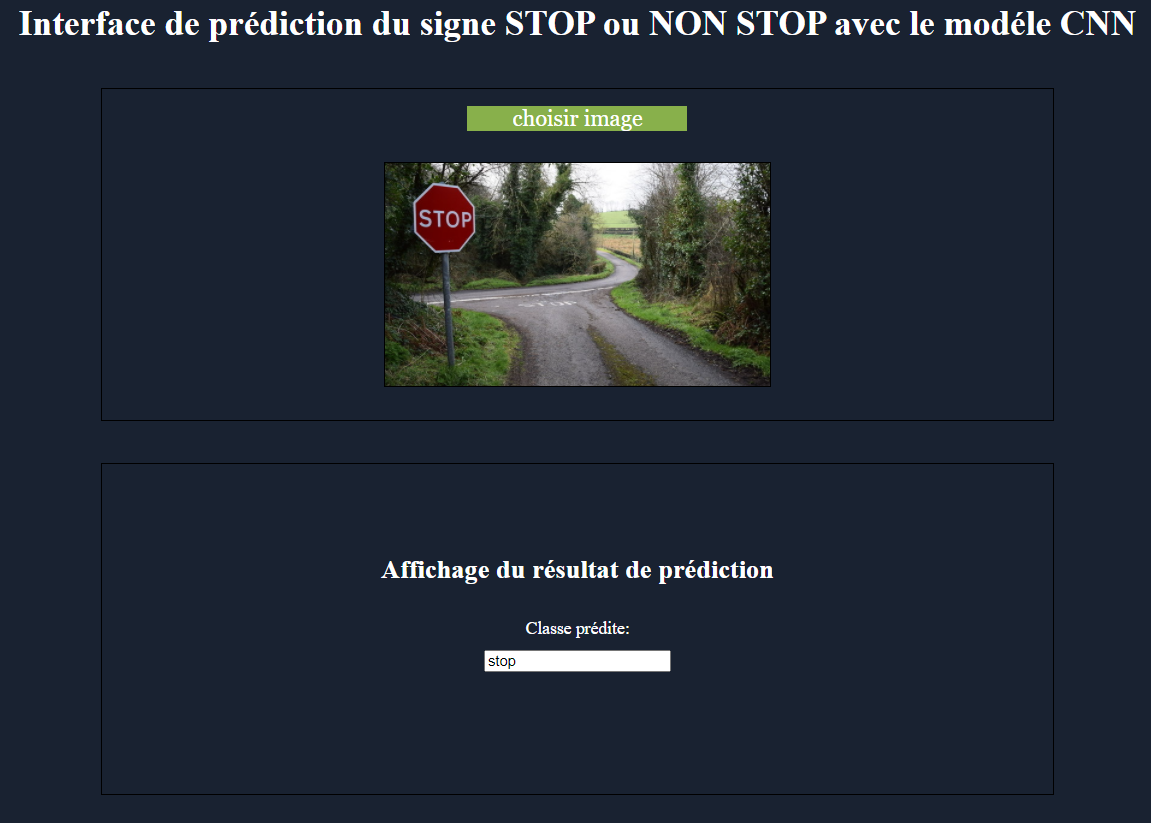 Interface de prédiction du signe STOP ou NON STOP avec le modéle CNN
choisir image
STOP
STOP
Affichage du résultat de prédiction
Classe prédite:
stop